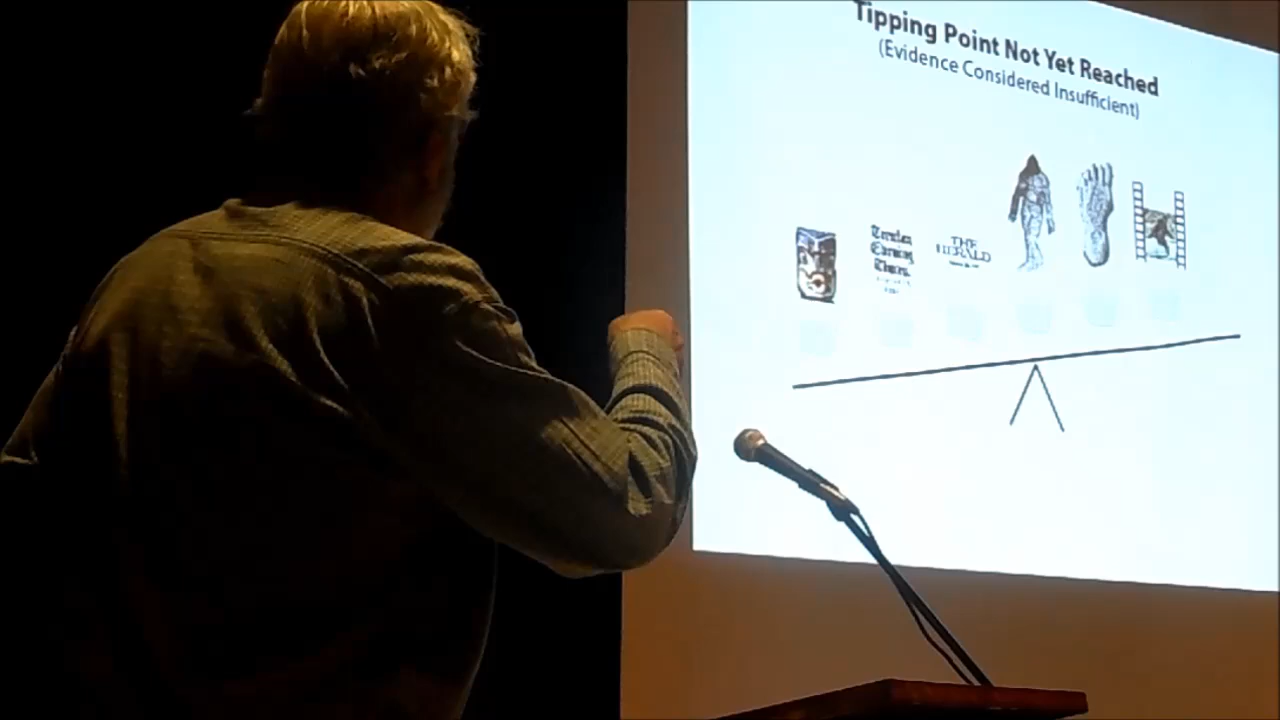 Tipping Point Not Yet Reached
(Evidence Considered Insufficient)
THE
HERALD